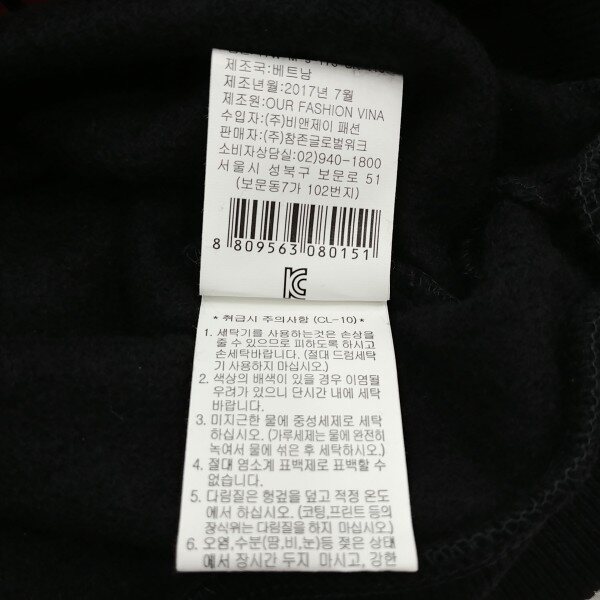 제조국:베트남
제조년월:2017년 7월
제조원:OUR FASHION VINA
수입자:(주)비앤제이 패션
판매자:(주)참존글로벌워크
소비자상담실:02)940-1800
서울시 성북구 보문로 51
(보문동7가 102번지)
8 809563 080151
* 취급시 주의사항 (CL-10) *
1. 세탁기를 사용하는것은 손상을
줄 수 있으므로 피하도록 하시고
손세탁바랍니다. (절대 드럼세탁
기사용하지 마십시오.)
2. 색상의 배색이 있을 경우 이염될
우려가 있으니 단시간 내에 세탁
바랍니다.
3. 미지근한 물에 중성세제로 세탁
하십시오. (가루세제는 물에 완전히
녹여서 물에 섞은 후 세탁하시오.)
4. 절대 염소계 표백제로 표백할 수
없습니다.
5. 다림질은 헝겊을 덮고 적정 온도
에서 하십시오. (코팅,프린트 등의
장식위는 다림질을 하지 마십시오.)
6. 오염,수분(땀,비,눈)등 젖은 상태
에서 장시간 두지 마시고, 강한